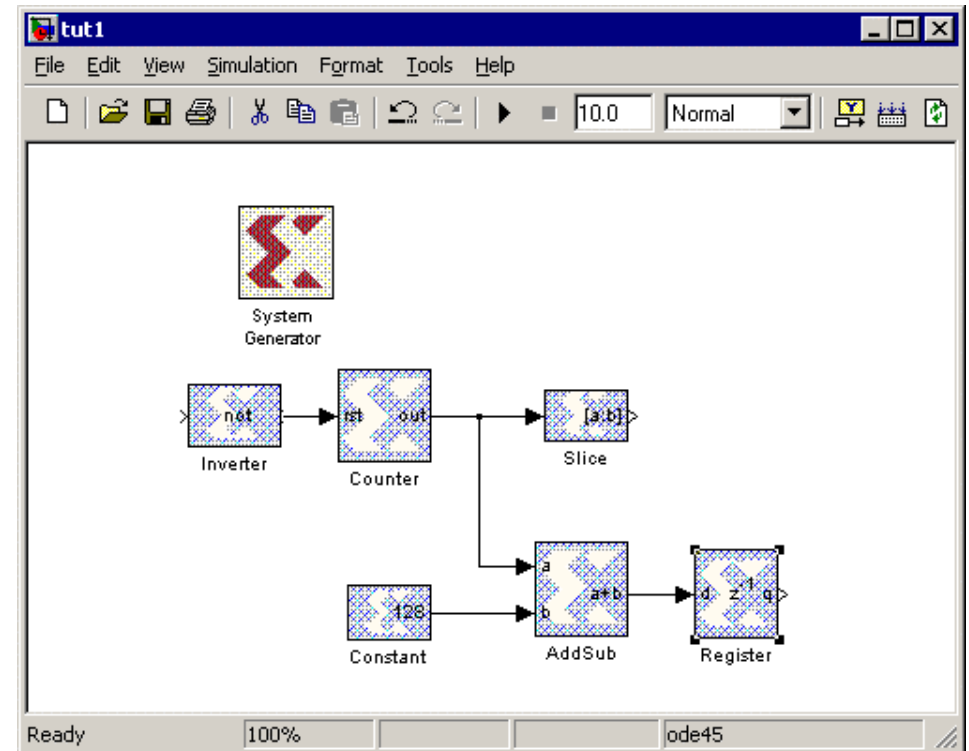 tut1
File Edit View Simulation Format Tools Help
10.0 Normal
System
Generator
not rst out [a:b]
Inverter Counter Slice
a
128 b a+b d z-1 q
Constant AddSub Register
Ready 100% ode45